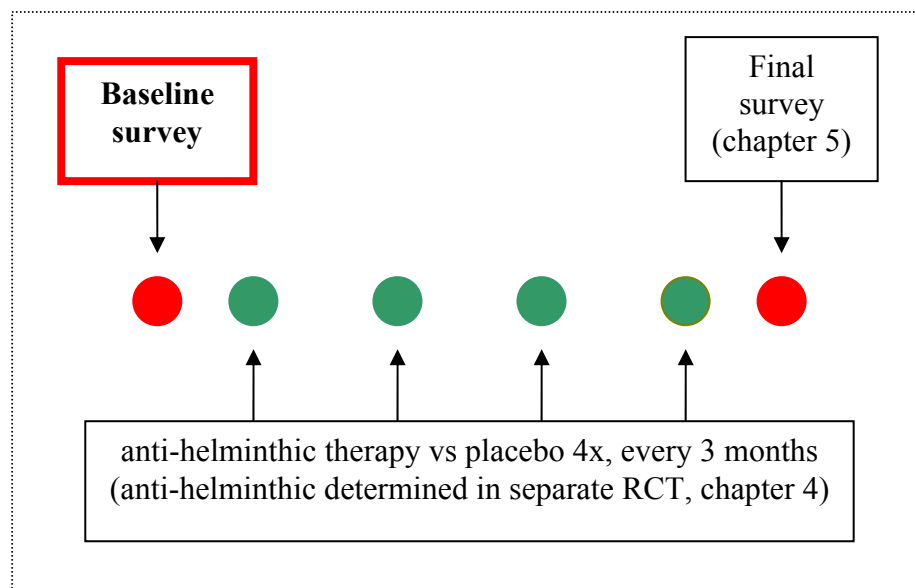 Baseline
survey
Final
survey
(chapter 5)
anti-helminthic therapy vs placebo 4x, every 3 months
(anti-helminthic determined in separate RCT, chapter 4)